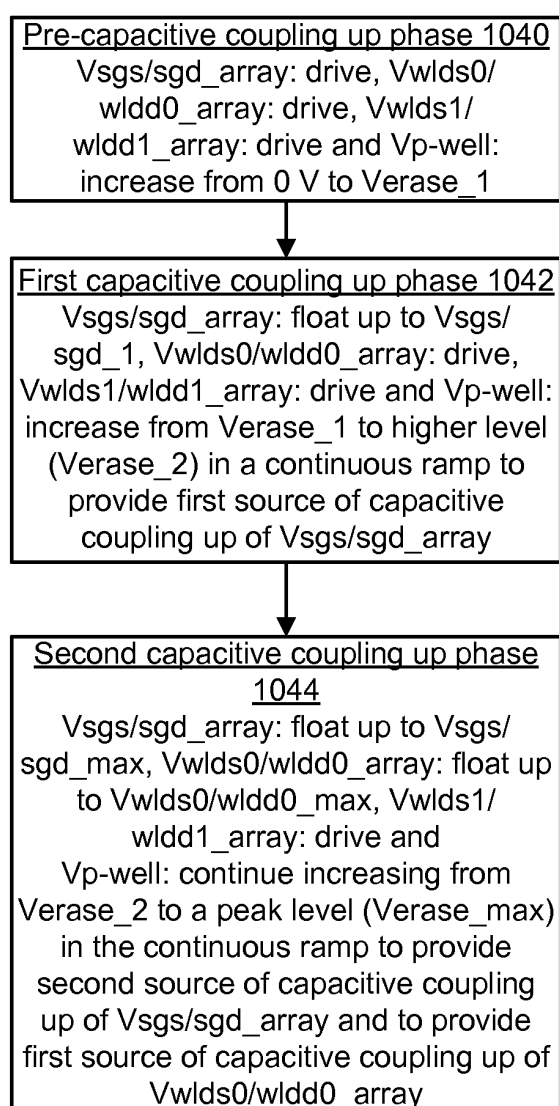 Pre-capacitive coupling up phase 1040
Vsgs/sgd_array: drive, Vwlds0/
wldd0_array: drive, Vwlds1/
wldd1_array: drive and Vp-well:
increase from 0 V to Verase_1
First capacitive coupling up phase 1042
Vsgs/sgd_array: float up to Vsgs/
sgd_1, Vwlds0/wldd0_array: drive,
Vwlds1/wldd1_array: drive and Vp-well:
increase from Verase_1 to higher level
(Verase_2) in a continuous ramp to
provide first source of capacitive
coupling up of Vsgs/sgd_array
Second capacitive coupling up phase
1044
Vsgs/sgd_array: float up to Vsgs/
sgd_max, Vwlds0/wldd0_array: float up
to Vwlds0/wldd0_max, Vwlds1/
wldd1_array: drive and
Vp-well: continue increasing from
Verase_2 to a peak level (Verase_max)
in the continuous ramp to provide
second source of capacitive coupling
up of Vsgs/sgd_array and to provide
first source of capacitive coupling up of
Vwlds0/wldd0_array